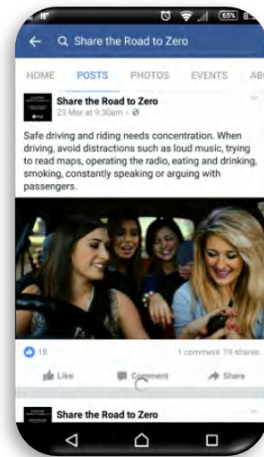 65% 8:
Share the Road to Zero
HOME POSTS PHOTOS EVENTS AB
Share the Road to Zero
23 Mar at 9:30am
Safe driving and riding needs concentration. When
driving, avoid distractions such as loud music, trying
to read maps, operating the radio, eating and drinking,
smoking, constantly speaking or arguing with
passengers.
18 1 comment 19 shares
Like Comment Share
Share the Road to Zero